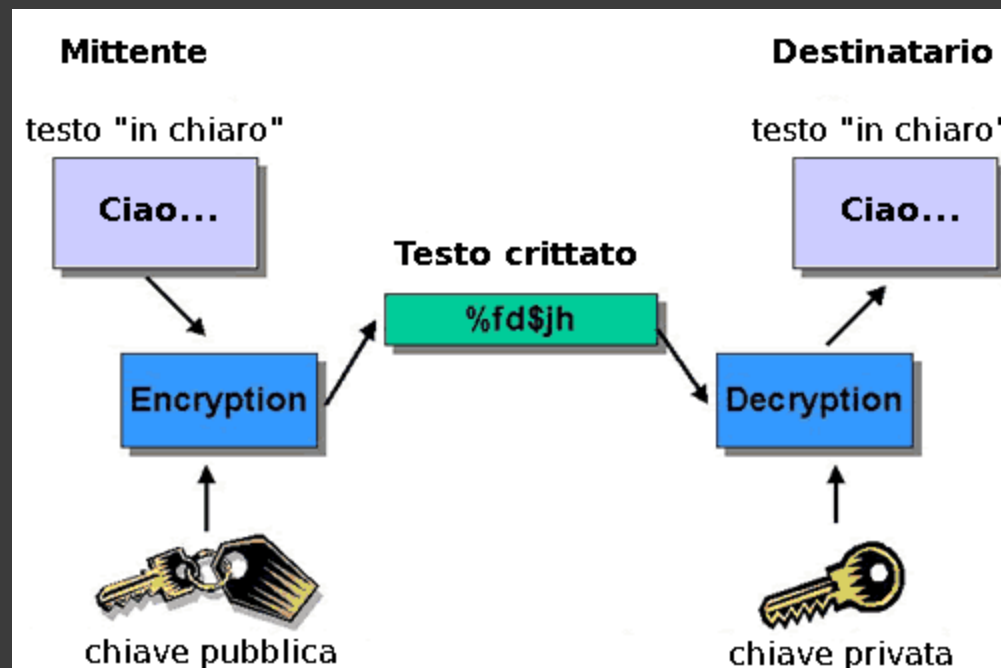 Mittente
Destinatario
testo "in chiaro"
testo "in chiaro"
Ciao...
Ciao...
Testo crittato
%fd$jh
Encryption
Decryption
chiave pubblica
chiave privata